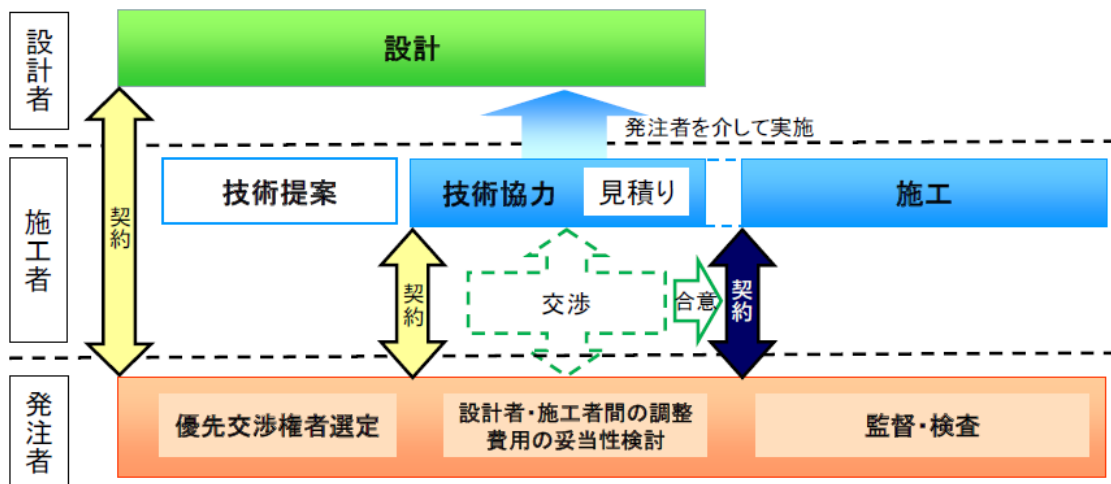 設計者
設計
契約
発注者を介して実施
施工者
技術提案
技術協力
見積り
施工
契約
交渉
合意
契約
発注者
優先交渉権者選定
設計者・施工者間の調整
費用の妥当性検討
監督・検査